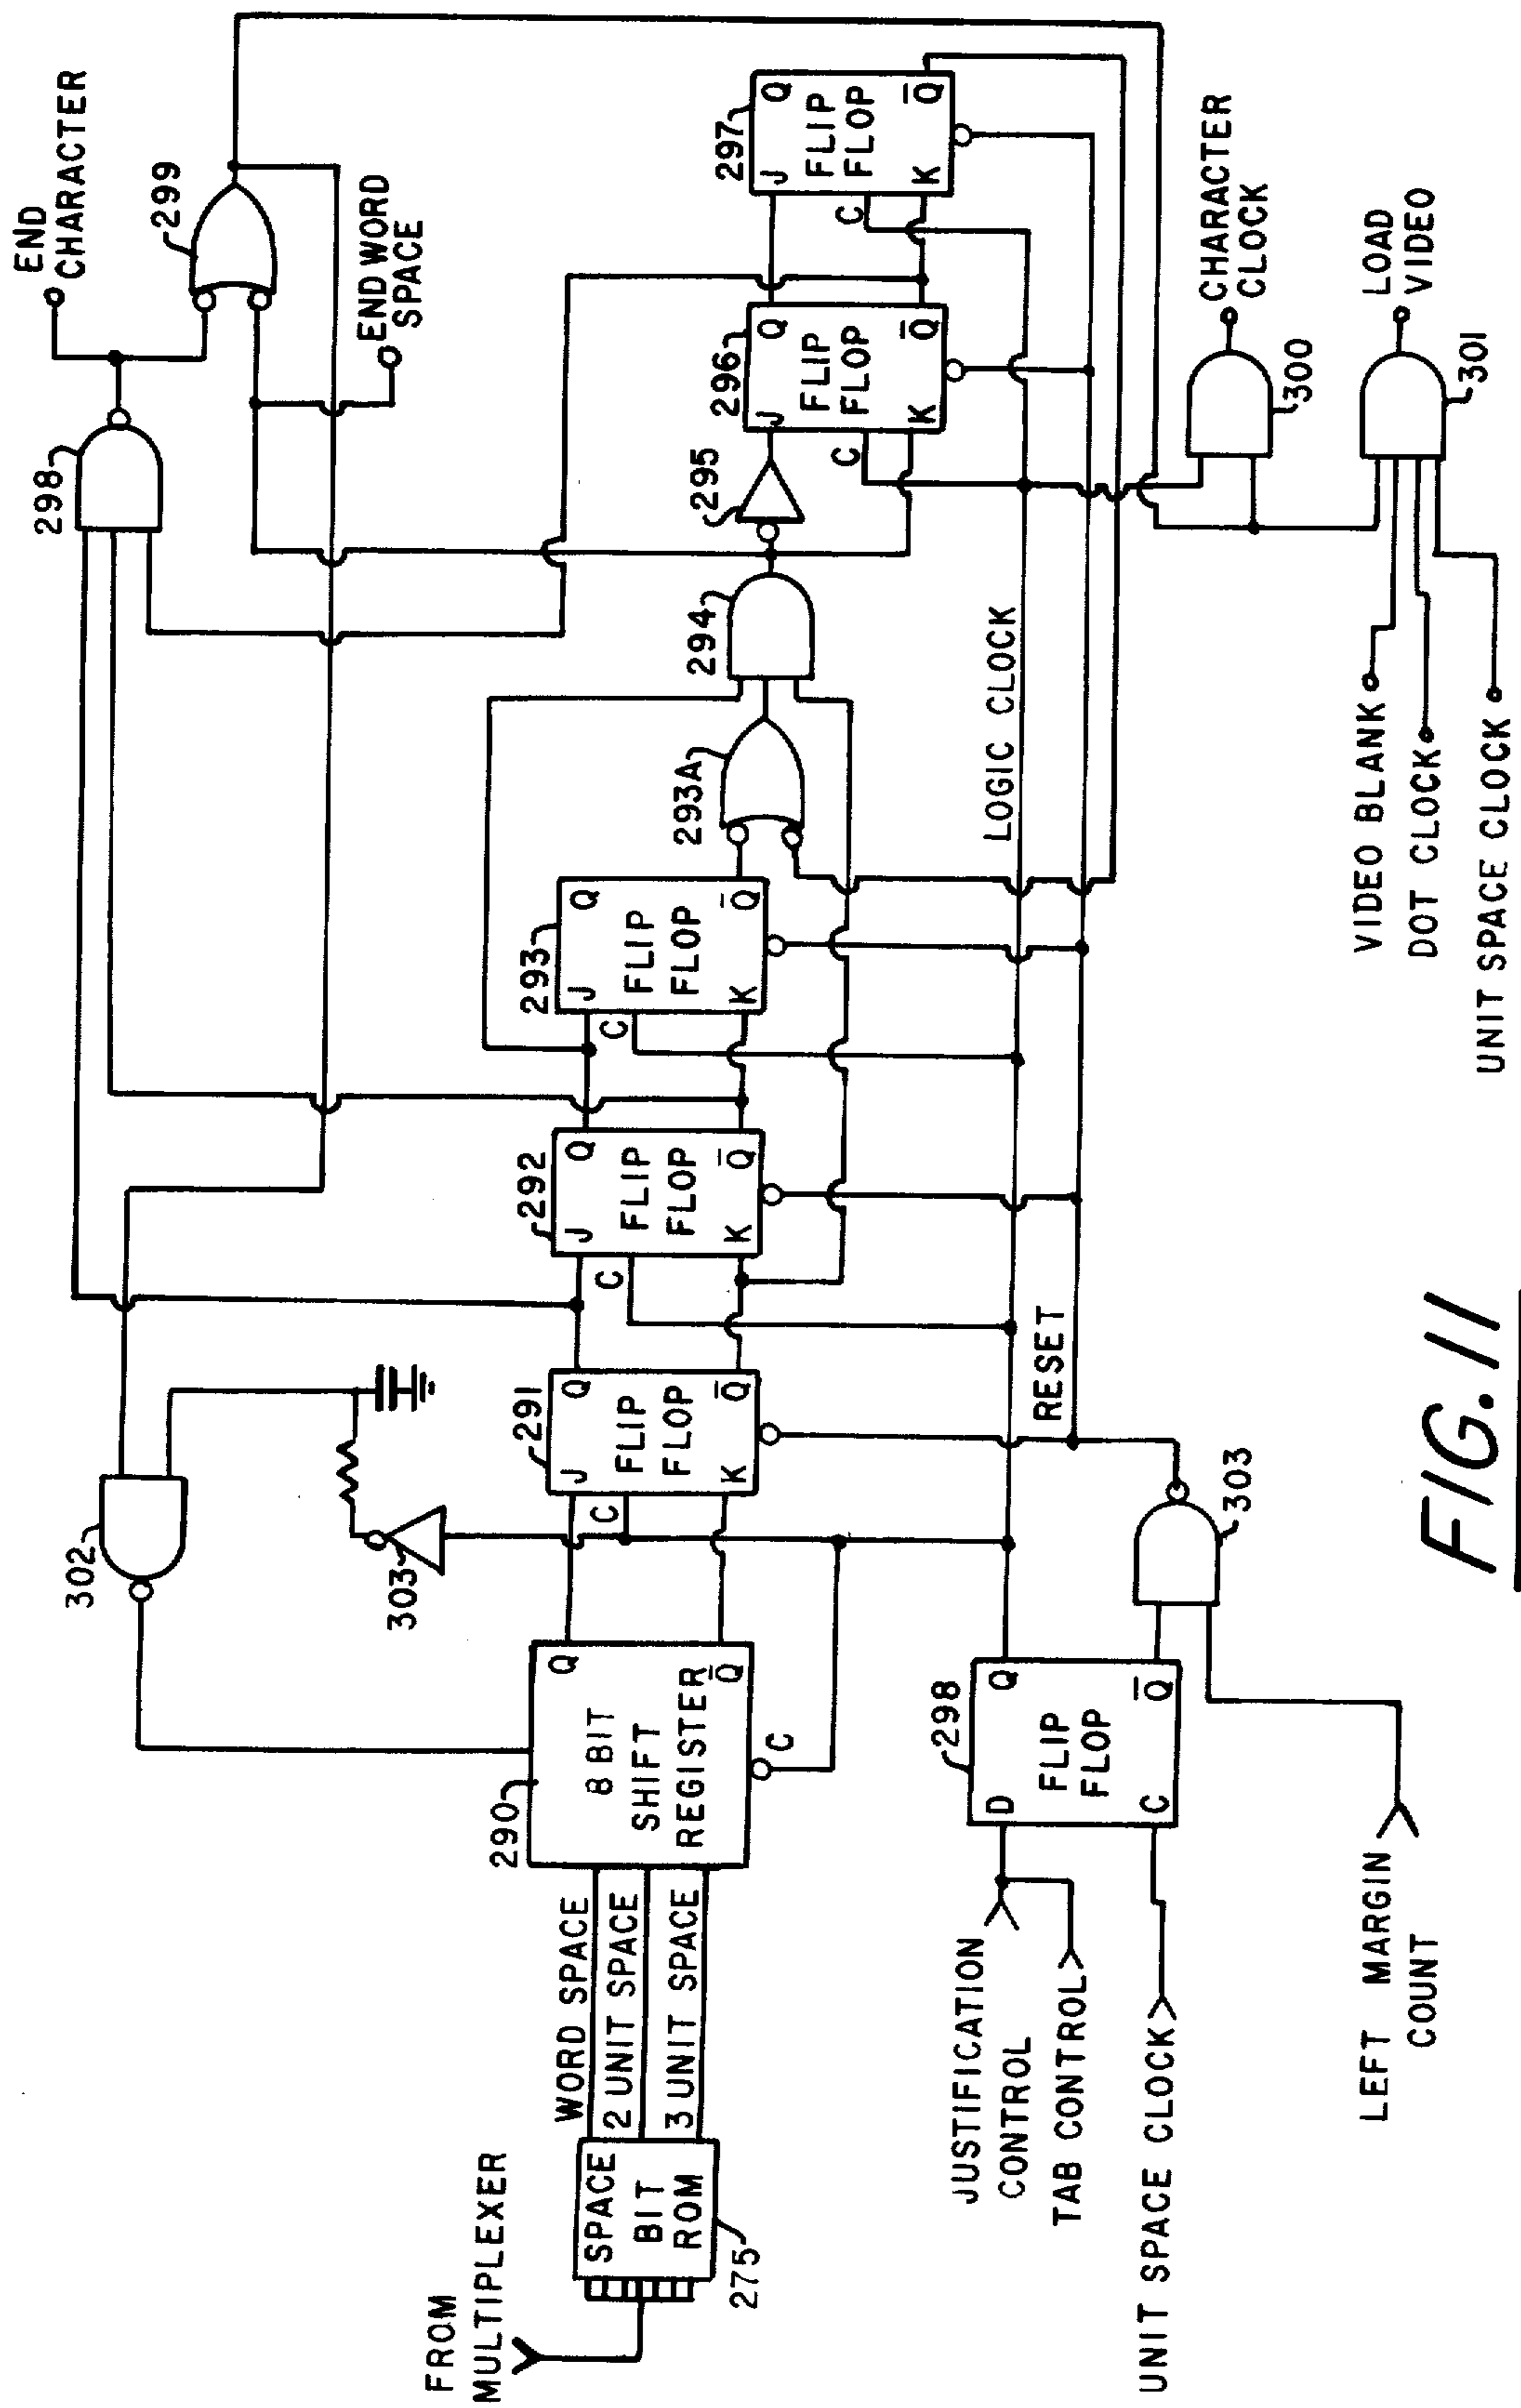 FROM
MULTIPLEXER
SPACE
BIT
ROM
275
WORD SPACE
2 UNIT SPACE
3 UNIT SPACE
290
8 BIT
SHIFT
REGISTER
Q
Q̅
C
302
303
291
J
Q
C
FLIP
FLOP
K
Q̅
292
J
Q
C
FLIP
FLOP
K
Q̅
293
J
Q
C
FLIP
FLOP
K
Q̅
293A
294
295
296
J
Q
C
FLIP
FLOP
K
Q̅
297
J
Q
C
FLIP
FLOP
K
Q̅
298
END
CHARACTER
299
END WORD
SPACE
JUSTIFICATION
CONTROL
TAB CONTROL
UNIT SPACE CLOCK
298
D
Q
FLIP
FLOP
C
Q̅
LEFT MARGIN
COUNT
303
RESET
LOGIC CLOCK
VIDEO BLANK
DOT CLOCK
UNIT SPACE CLOCK
300
CHARACTER
CLOCK
301
LOAD
VIDEO
FIG. 11